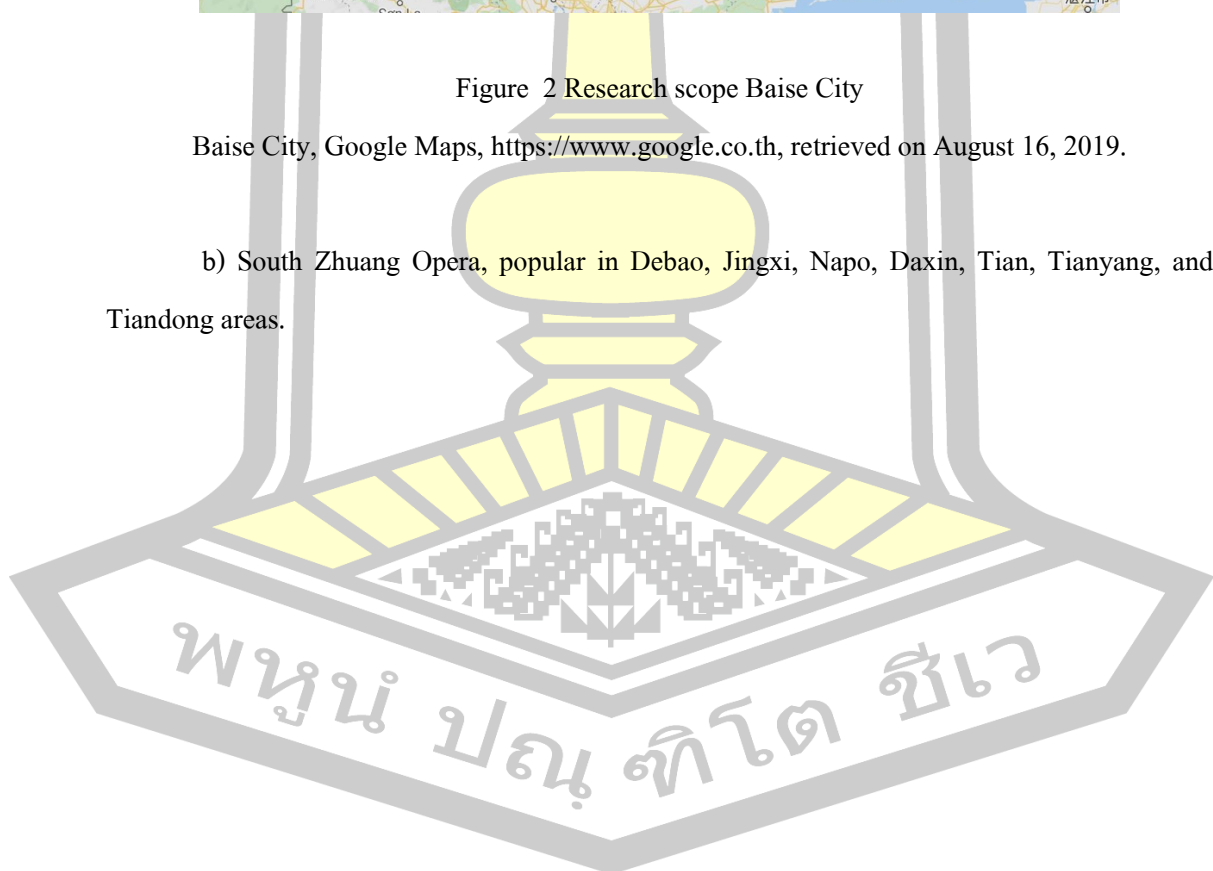 Figure 2 Research scope Baise City
Baise City, Google Maps, https://www.google.co.th, retrieved on August 16, 2019.
b) South Zhuang Opera, popular in Debao, Jingxi, Napo, Daxin, Tian, Tianyang, and
Tiandong areas.
พหูนํ ปณฺฑิโต ชีเว